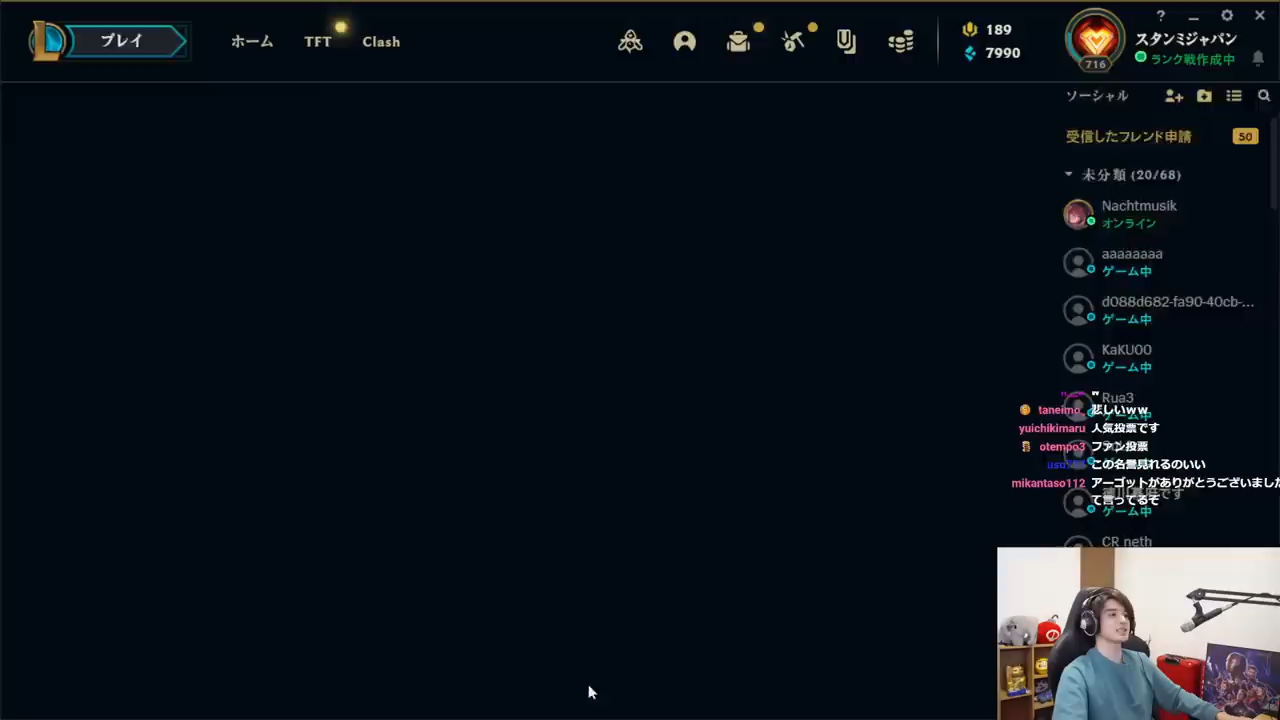 プレイ
ホーム
TFT
Clash
189
7990
716
スタンミジャパン
ランク戦作成中
ソーシャル
受信したフレンド申請
50
未分類 (20/68)
Nachtmusik
オンライン
aaaaaaaa
ゲーム中
d088d682-fa90-40cb-...
ゲーム中
KaKU00
ゲーム中
Rua3
taneimo_ 悲しいww
yuichikimaru 人気投票です
otempo3 ファン投票
この名誉見れるのいい
mikantaso112 アーゴットがありがとうございました
て言ってるぞ
ゲーム中
CR neth